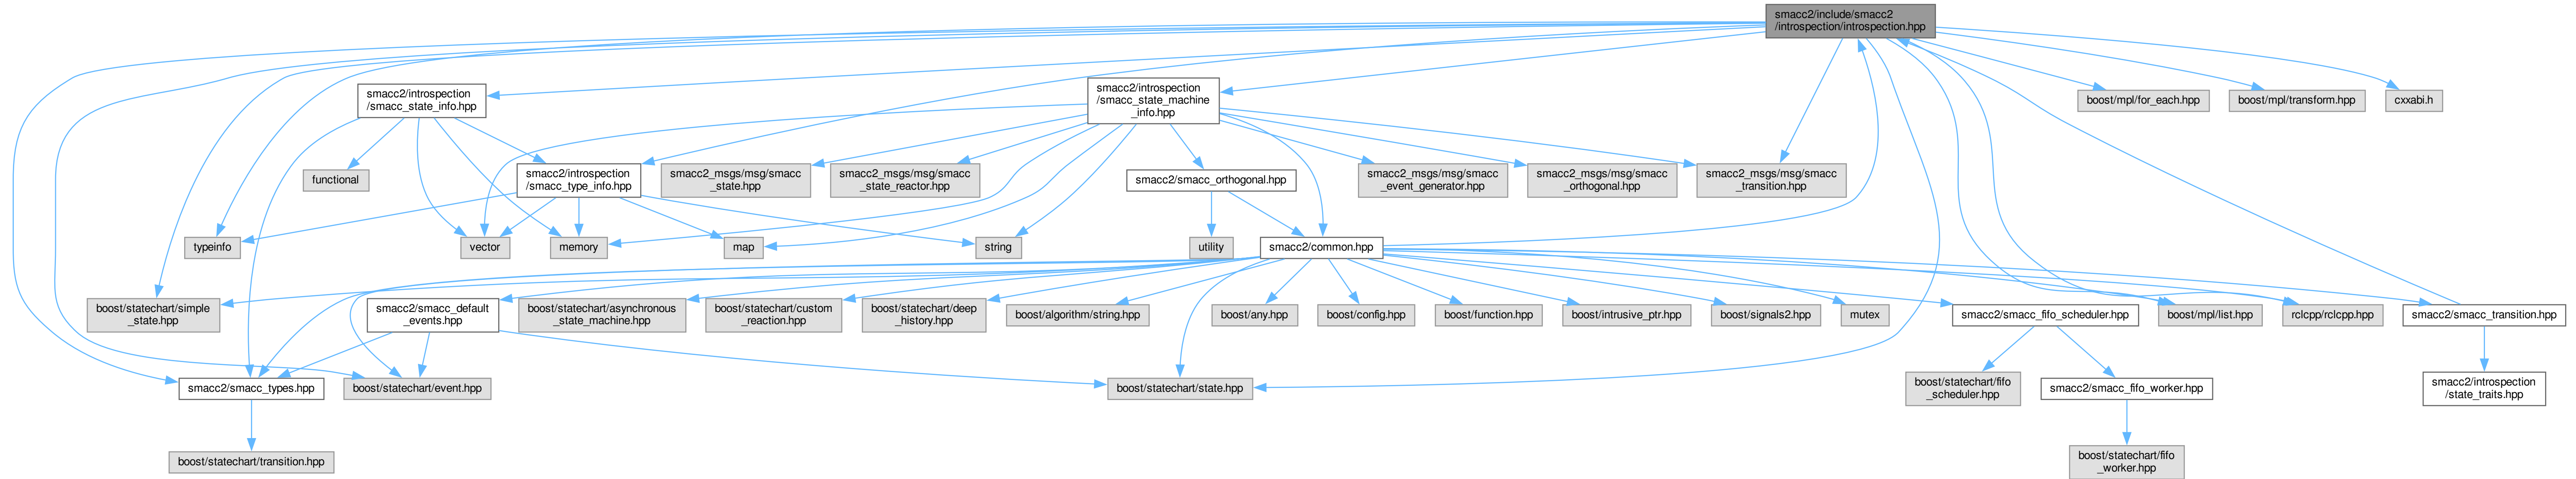 smacc2/include/smacc2
/introspection/introspection.hpp
smacc2/introspection
/smacc_state_info.hpp
smacc2/introspection
/smacc_state_machine
_info.hpp
boost/mpl/for_each.hpp
boost/mpl/transform.hpp
cxxabi.h
functional
smacc2/introspection
/smacc_type_info.hpp
smacc2_msgs/msg/smacc
_state.hpp
smacc2_msgs/msg/smacc
_state_reactor.hpp
smacc2/smacc_orthogonal.hpp
smacc2_msgs/msg/smacc
_event_generator.hpp
smacc2_msgs/msg/smacc
_orthogonal.hpp
smacc2_msgs/msg/smacc
_transition.hpp
typeinfo
vector
memory
map
string
utility
smacc2/common.hpp
boost/statechart/simple
_state.hpp
smacc2/smacc_default
_events.hpp
boost/statechart/asynchronous
_state_machine.hpp
boost/statechart/custom
_reaction.hpp
boost/statechart/deep
_history.hpp
boost/algorithm/string.hpp
boost/any.hpp
boost/config.hpp
boost/function.hpp
boost/intrusive_ptr.hpp
boost/signals2.hpp
mutex
smacc2/smacc_fifo_scheduler.hpp
boost/mpl/list.hpp
rclcpp/rclcpp.hpp
smacc2/smacc_transition.hpp
smacc2/smacc_types.hpp
boost/statechart/event.hpp
boost/statechart/state.hpp
boost/statechart/fifo
_scheduler.hpp
smacc2/smacc_fifo_worker.hpp
smacc2/introspection
/state_traits.hpp
boost/statechart/transition.hpp
boost/statechart/fifo
_worker.hpp